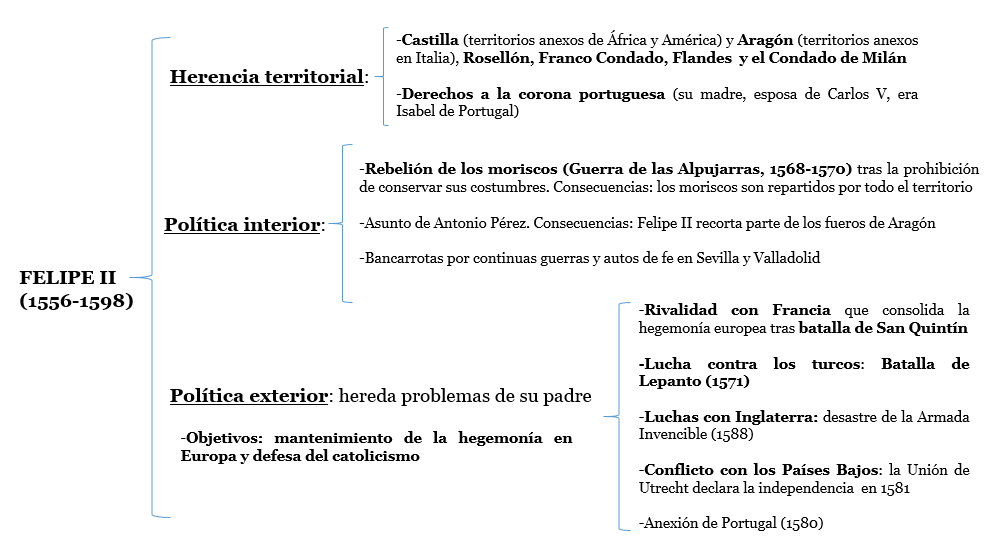 -Castilla (territorios anexos de África y América) y Aragón (territorios anexos
en Italia), Rosellón, Franco Condado, Flandes y el Condado de Milán
Herencia territorial:
-Derechos a la corona portuguesa (su madre, esposa de Carlos V, era
Isabel de Portugal)
-Rebelión de los moriscos (Guerra de las Alpujarras, 1568-1570) tras la prohibición
de conservar sus costumbres. Consecuencias: los moriscos son repartidos por todo el territorio
Política interior:
-Asunto de Antonio Pérez. Consecuencias: Felipe II recorta parte de los fueros de Aragón
-Bancarrotas por continuas guerras y autos de fe en Sevilla y Valladolid
FELIPE II
(1556-1598)
Política exterior: hereda problemas de su padre
-Objetivos: mantenimiento de la hegemonía en
Europa y defesa del catolicismo
-Rivalidad con Francia que consolida la
hegemonía europea tras batalla de San Quintín
-Lucha contra los turcos: Batalla de
Lepanto (1571)
-Luchas con Inglaterra: desastre de la Armada
Invencible (1588)
-Conflicto con los Países Bajos: la Unión de
Utrecht declara la independencia en 1581
-Anexión de Portugal (1580)